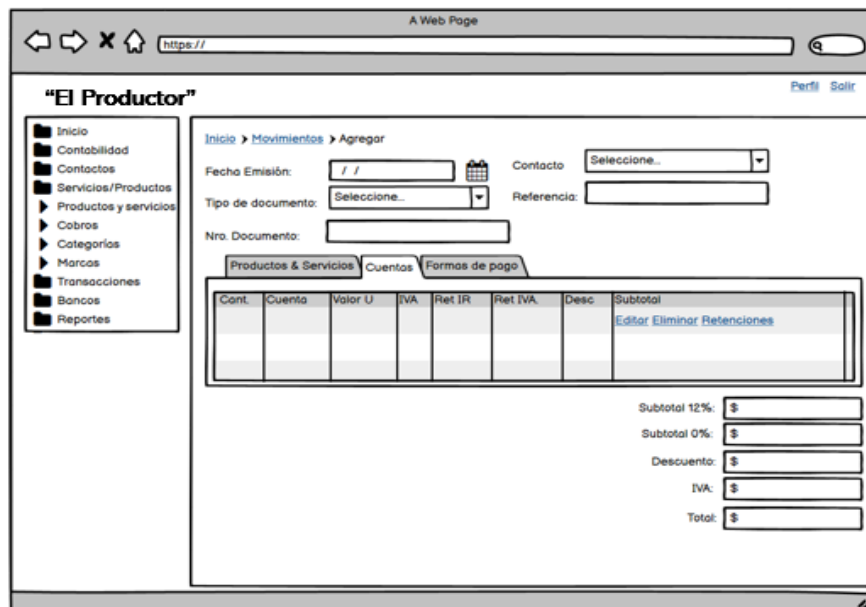 A Web Page
https://
Perfil Salir
“El Productor”
Inicio
Contabilidad
Contactos
Servicios/Productos
Productos y servicios
Cobros
Categorías
Marcas
Transacciones
Bancos
Reportes
Inicio Movimientos Agregar
Fecha Emisión: / / Contacto Seleccione...
Tipo de documento: Seleccione... Referencia:
Nro. Documento:
Productos & Servicios Cuentas Formas de pago
Cant. Cuenta Valor U IVA Ret IR Ret IVA. Desc Subtotal
Editar Eliminar Retenciones
Subtotal 12%: $
Subtotal 0%: $
Descuento: $
IVA: $
Total: $